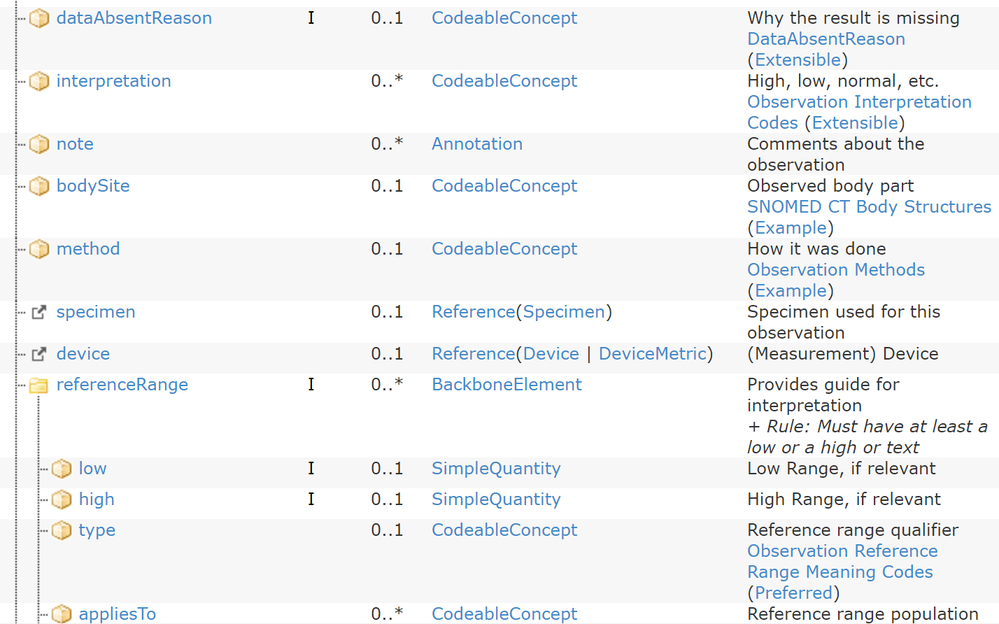 dataAbsentReason I 0..1 CodeableConcept Why the result is missing
DataAbsentReason
(Extensible)
interpretation 0..* CodeableConcept High, low, normal, etc.
Observation Interpretation
Codes (Extensible)
note 0..* Annotation Comments about the
observation
bodySite 0..1 CodeableConcept Observed body part
SNOMED CT Body Structures
(Example)
method 0..1 CodeableConcept How it was done
Observation Methods
(Example)
specimen 0..1 Reference(Specimen) Specimen used for this
observation
device 0..1 Reference(Device | DeviceMetric) (Measurement) Device
referenceRange I 0..* BackboneElement Provides guide for
interpretation
+ Rule: Must have at least a
low or a high or text
low I 0..1 SimpleQuantity Low Range, if relevant
high I 0..1 SimpleQuantity High Range, if relevant
type 0..1 CodeableConcept Reference range qualifier
Observation Reference
Range Meaning Codes
(Preferred)
appliesTo 0..* CodeableConcept Reference range population